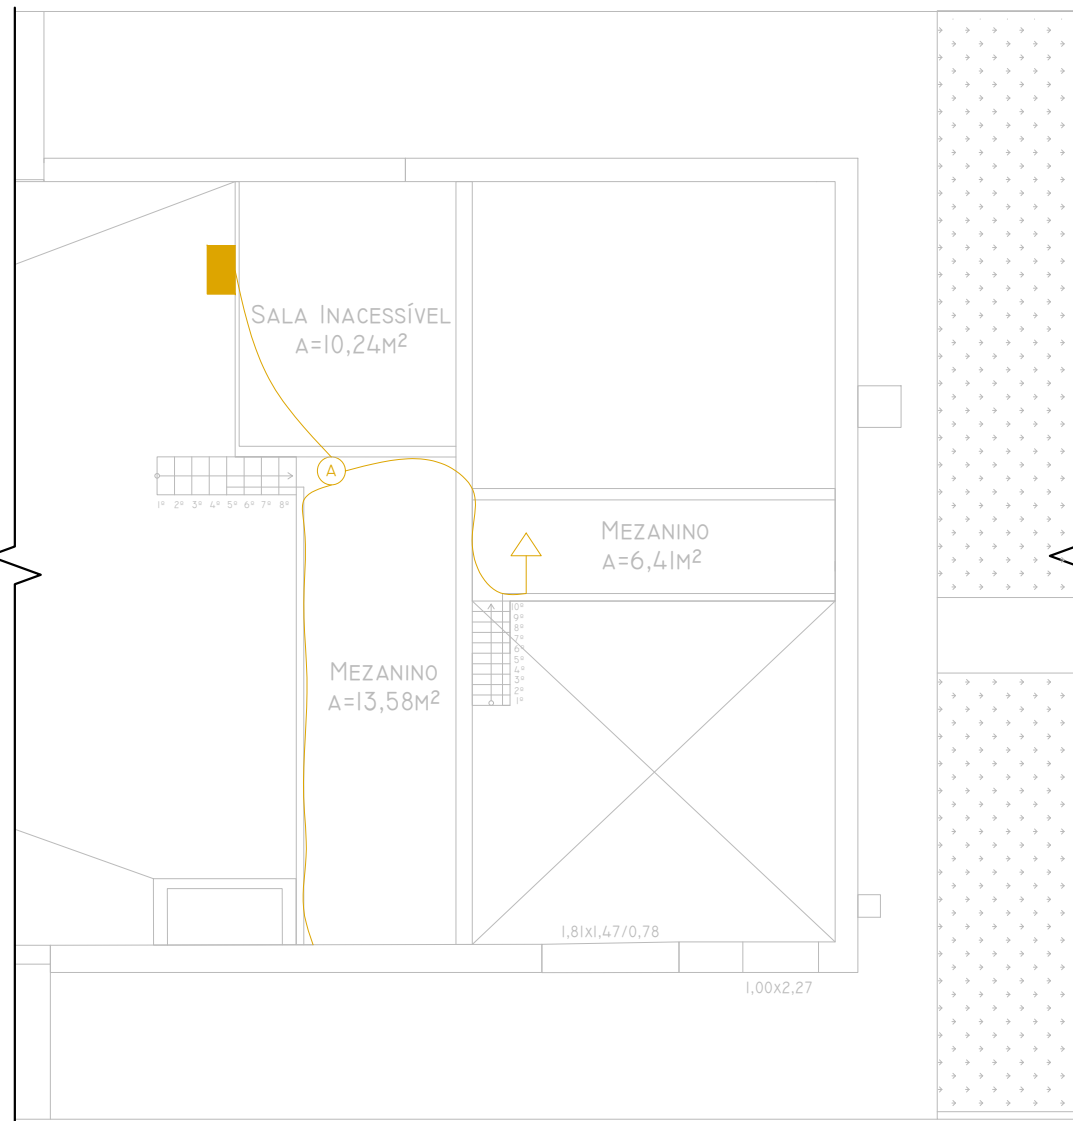 Sala Inacessível
A=10,24m²
A
1º 2º 3º 4º 5º 6º 7º 8º
Mezanino
A=6,41m²
10º
9º
8º
7º
6º
5º
4º
3º
2º
1º
Mezanino
A=13,58m²
1,81x1,47/0,78
1,00x2,27